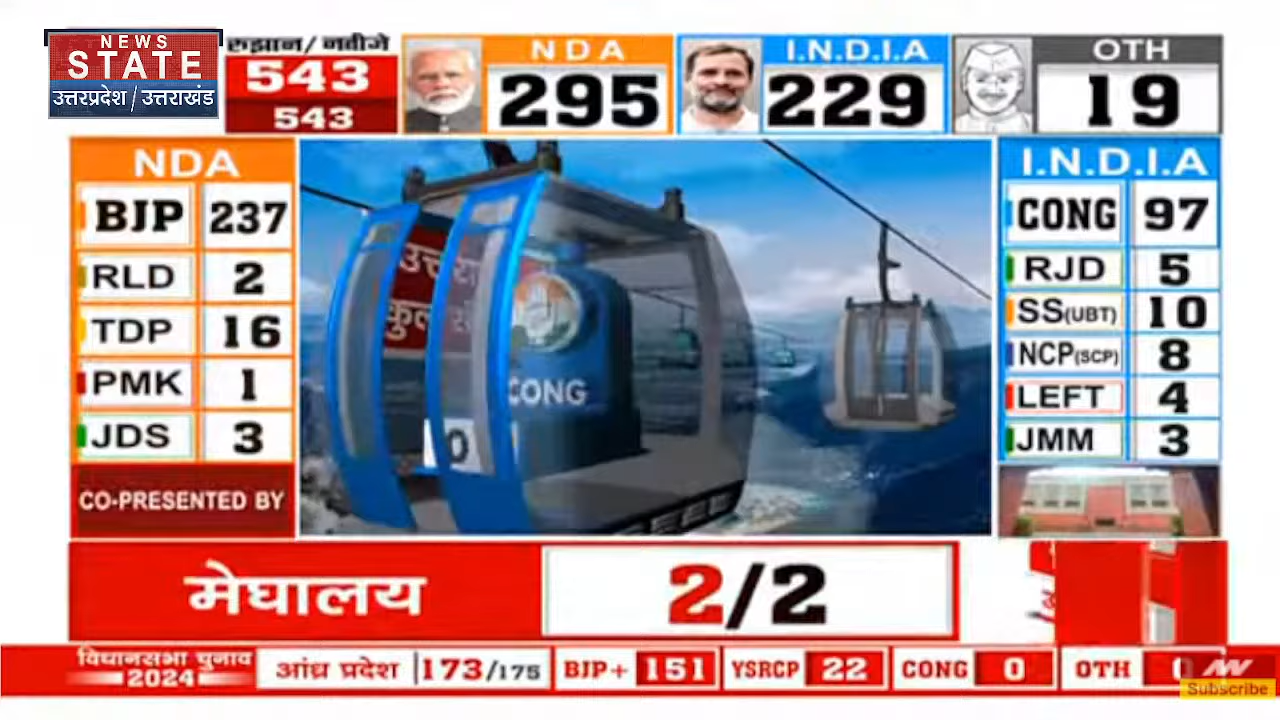 NEWS
STATE
उत्तरप्रदेश/उत्तराखंड
रुझान/नतीजे
543
543
NDA
295
I.N.D.I.A
229
OTH
19
NDA
BJP 237
RLD 2
TDP 16
PMK 1
JDS 3
CO-PRESENTED BY
CONG
0
I.N.D.I.A
CONG 97
RJD 5
SS(UBT) 10
NCP(SCP) 8
LEFT 4
JMM 3
मेघालय 2/2
विधानसभा चुनाव
2024
आंध्र प्रदेश 173/175 BJP+ 151 YSRCP 22 CONG 0 OTH 0
Subscribe